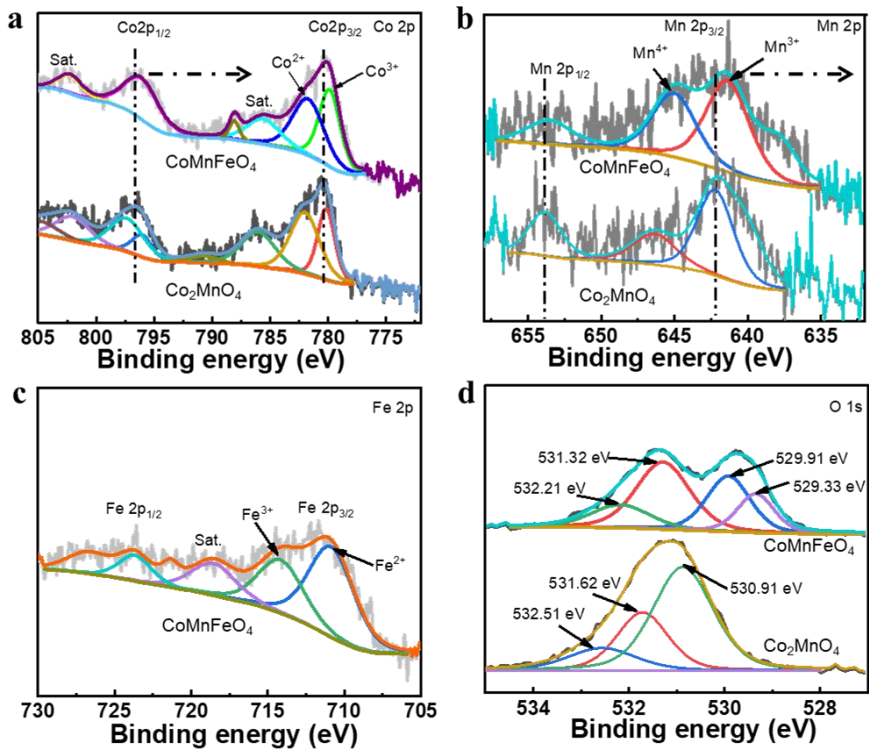 a
Co2p1/2
Co2p3/2 Co 2p
Sat.
Co2+
Co3+
Sat.
CoMnFeO4
Co2MnO4
805 800 795 790 785 780 775
Binding energy (eV)
b
Mn 2p3/2 Mn 2p
Mn4+
Mn3+
Mn 2p1/2
CoMnFeO4
Co2MnO4
655 650 645 640 635
Binding energy (eV)
c
Fe 2p
Fe 2p1/2
Fe3+
Fe 2p3/2
Sat.
Fe2+
CoMnFeO4
730 725 720 715 710 705
Binding energy (eV)
d
O 1s
531.32 eV
529.91 eV
532.21 eV
529.33 eV
CoMnFeO4
531.62 eV
530.91 eV
532.51 eV
Co2MnO4
534 532 530 528
Binding energy (eV)